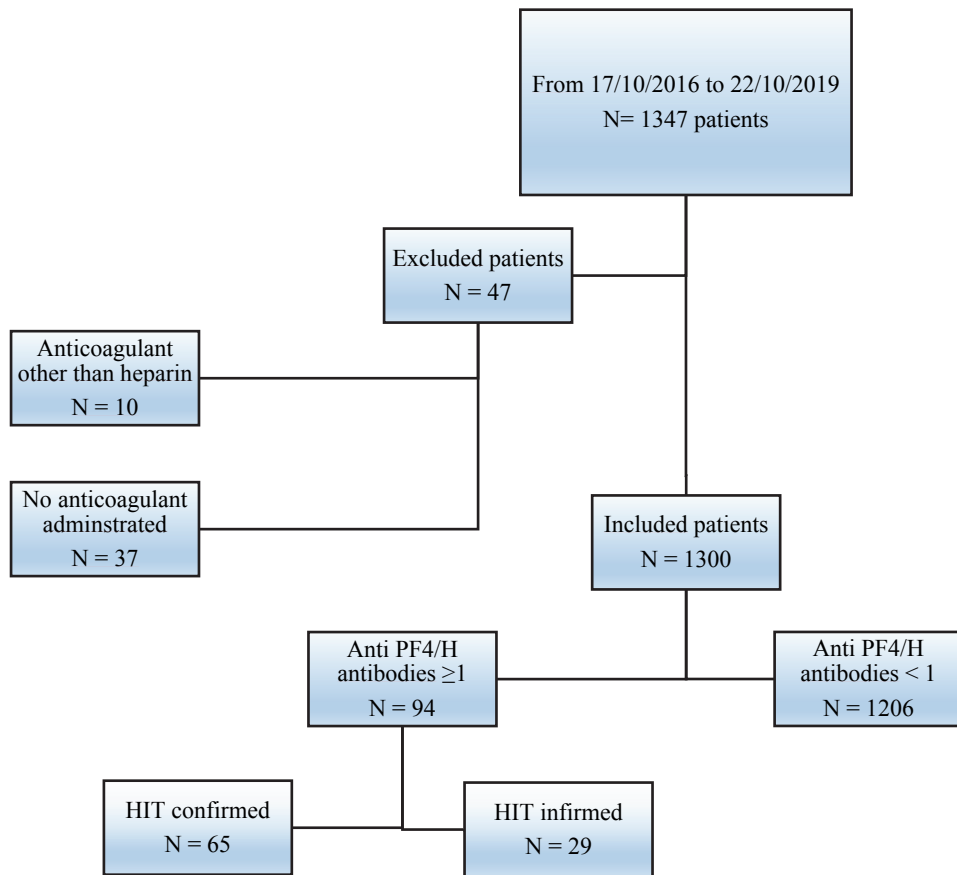 From 17/10/2016 to 22/10/2019
N= 1347 patients
Excluded patients
N = 47
Anticoagulant
other than heparin
N = 10
No anticoagulant
adminstrated
N = 37
Included patients
N = 1300
Anti PF4/H
antibodies ≥1
N = 94
Anti PF4/H
antibodies < 1
N = 1206
HIT confirmed
N = 65
HIT infirmed
N = 29